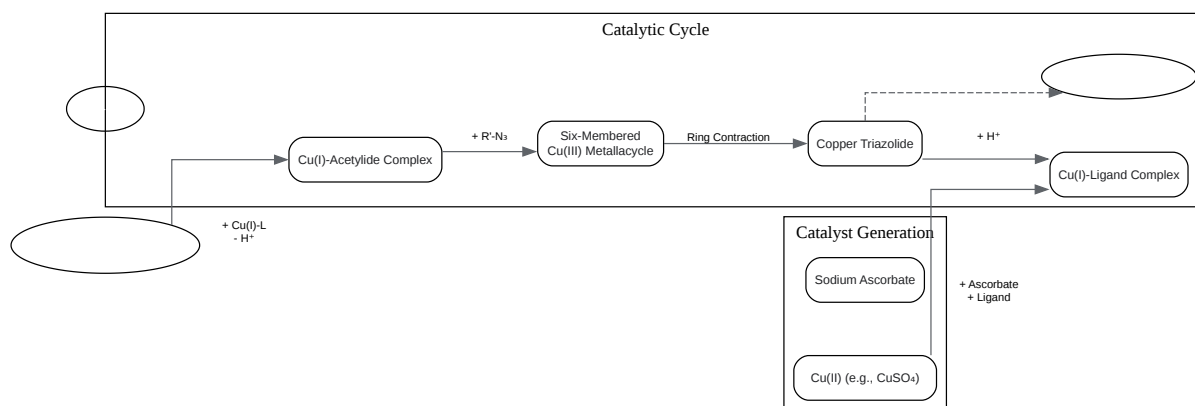 Catalytic Cycle
+ R'-N₃
Six-Membered
Cu(III) Metallacycle
Ring Contraction
Copper Triazolide
+ H⁺
Cu(I)-Acetylide Complex
Cu(I)-Ligand Complex
+ Cu(I)-L
- H⁺
Catalyst Generation
Sodium Ascorbate
+ Ascorbate
+ Ligand
Cu(II) (e.g., CuSO₄)